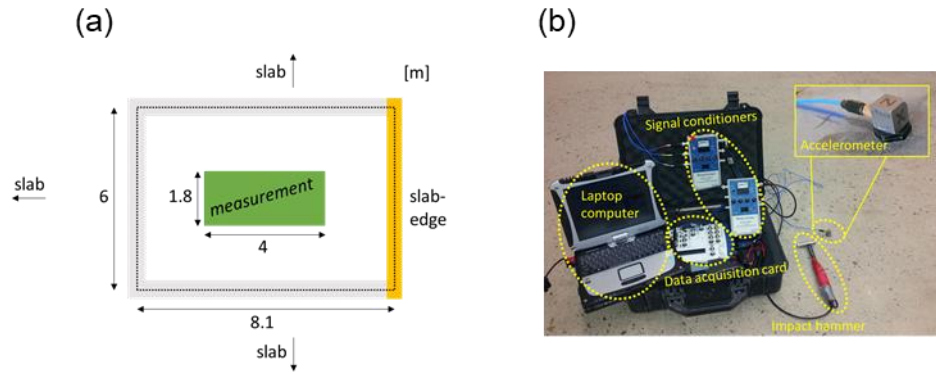 (a)
(b)
slab
[m]
slab
6
1.8
measurement
4
slab-
edge
8.1
slab
Signal conditioners
Accelerometer
Laptop
computer
Data acquisition card
Impact hammer